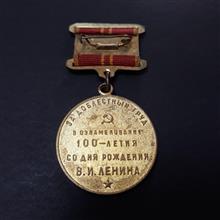 ЗА ДОБЛЕСТНЫЙ ТРУД
В ОЗНАМЕНОВАНИЕ
100-ЛЕТИЯ
СО ДНЯ РОЖДЕНИЯ
В.И.ЛЕНИНА